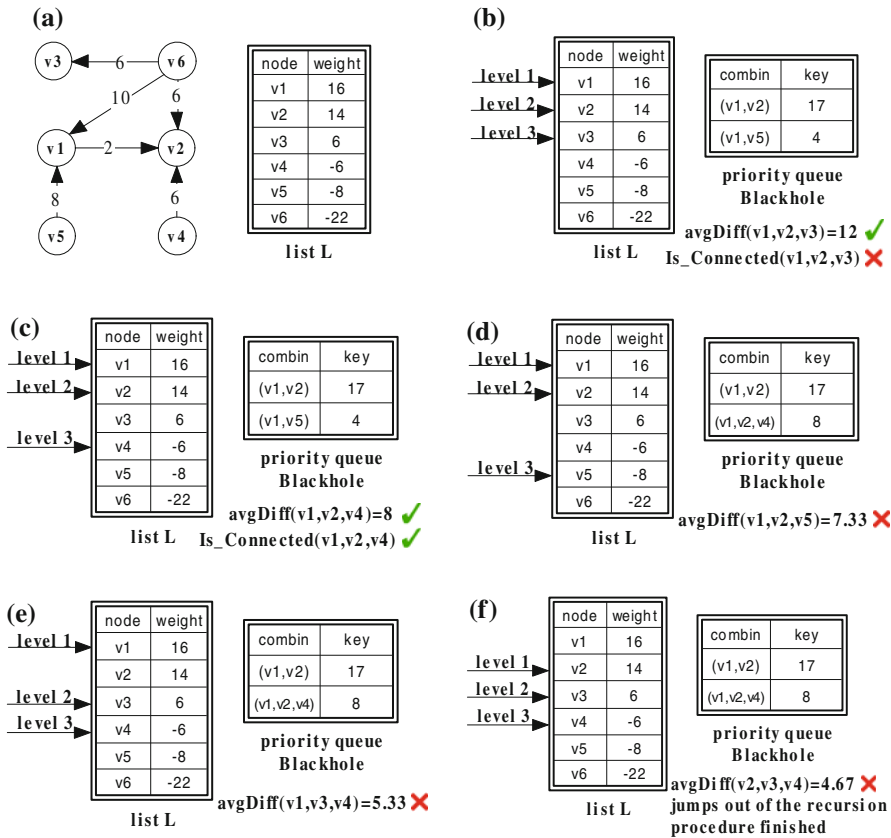 (a)
v3
6
v6
10
6
v1
2
v2
8
6
v5
v4
node weight
v1 16
v2 14
v3 6
v4 -6
v5 -8
v6 -22
list L
(b)
level 1
level 2
level 3
node weight
v1 16
v2 14
v3 6
v4 -6
v5 -8
v6 -22
list L
combin key
(v1,v2) 17
(v1,v5) 4
priority queue
Blackhole
avgDiff(v1,v2,v3)=12
Is_Connected(v1,v2,v3)
(c)
level 1
level 2
level 3
node weight
v1 16
v2 14
v3 6
v4 -6
v5 -8
v6 -22
list L
combin key
(v1,v2) 17
(v1,v5) 4
priority queue
Blackhole
avgDiff(v1,v2,v4)=8
Is_Connected(v1,v2,v4)
(d)
level 1
level 2
level 3
node weight
v1 16
v2 14
v3 6
v4 -6
v5 -8
v6 -22
list L
combin key
(v1,v2) 17
(v1,v2,v4) 8
priority queue
Blackhole
avgDiff(v1,v2,v5)=7.33
(e)
level 1
level 2
level 3
node weight
v1 16
v2 14
v3 6
v4 -6
v5 -8
v6 -22
list L
combin key
(v1,v2) 17
(v1,v2,v4) 8
priority queue
Blackhole
avgDiff(v1,v3,v4)=5.33
(f)
level 1
level 2
level 3
node weight
v1 16
v2 14
v3 6
v4 -6
v5 -8
v6 -22
list L
combin key
(v1,v2) 17
(v1,v2,v4) 8
priority queue
Blackhole
avgDiff(v2,v3,v4)=4.67
jumps out of the recursion
procedure finished